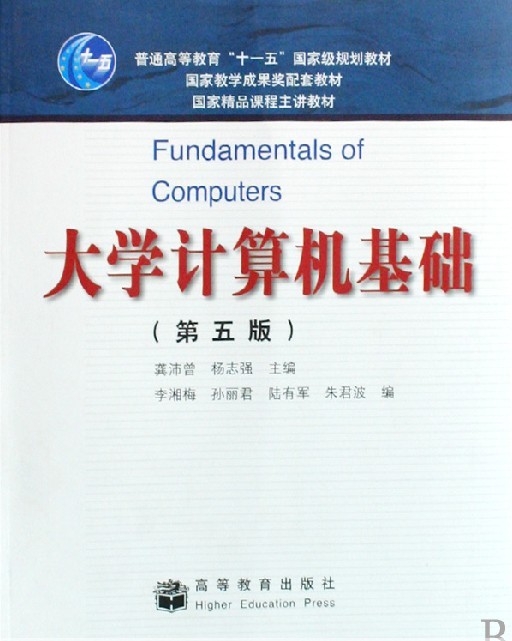 十一五
普通高等教育“十一五”国家级规划教材
国家教学成果奖配套教材
国家精品课程主讲教材
Fundamentals of
Computers
大学计算机基础
（第五版）
龚沛曾 杨志强 主编
李湘梅 孙丽君 陆有军 朱君波 编
高等教育出版社
Higher Education Press